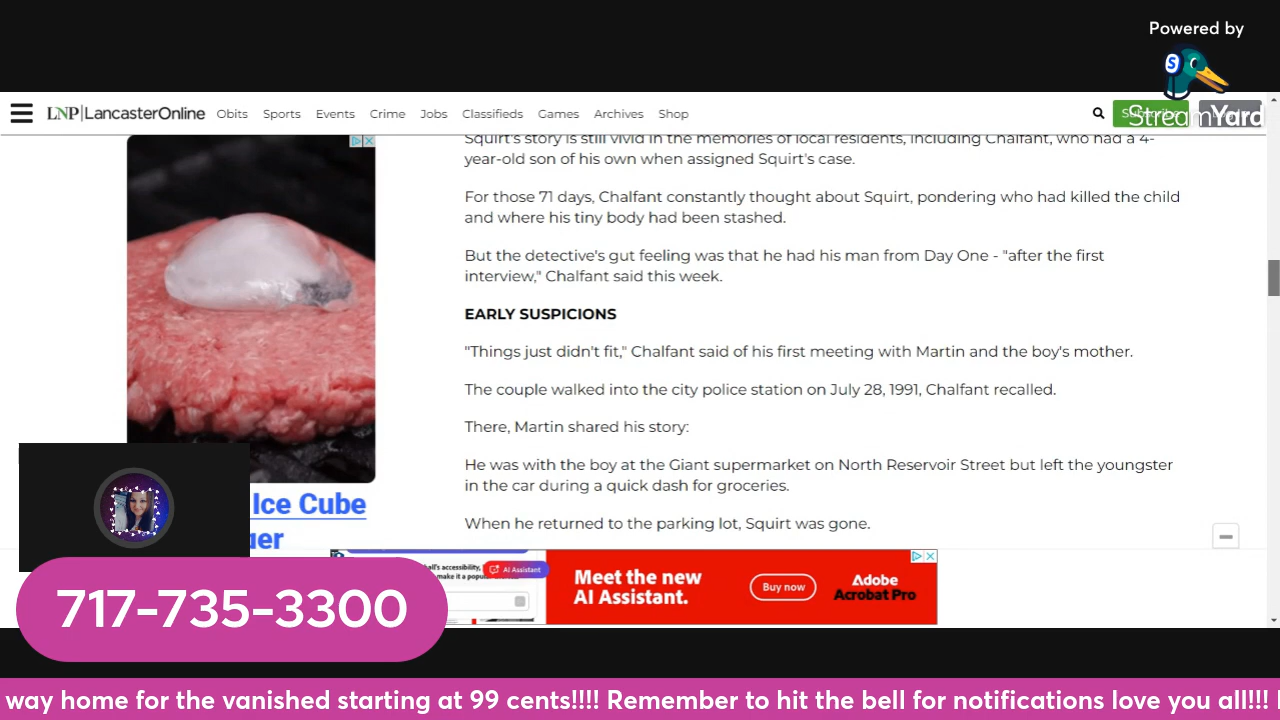 Powered by
StreamYard
LNP|LancasterOnline Obits Sports Events Crime Jobs Classifieds Games Archives Shop
Squirt's story is still vivid in the memories of local residents, including Chalfant, who had a 4-
year-old son of his own when assigned Squirt's case.
For those 71 days, Chalfant constantly thought about Squirt, pondering who had killed the child
and where his tiny body had been stashed.
But the detective's gut feeling was that he had his man from Day One - "after the first
interview," Chalfant said this week.
EARLY SUSPICIONS
"Things just didn't fit," Chalfant said of his first meeting with Martin and the boy's mother.
The couple walked into the city police station on July 28, 1991, Chalfant recalled.
There, Martin shared his story:
He was with the boy at the Giant supermarket on North Reservoir Street but left the youngster
in the car during a quick dash for groceries.
When he returned to the parking lot, Squirt was gone.
Ice Cube
AI Assistant
Meet the new
AI Assistant.
Buy now
Adobe
Acrobat Pro
717-735-3300
way home for the vanished starting at 99 cents!!!! Remember to hit the bell for notifications love you all!!!